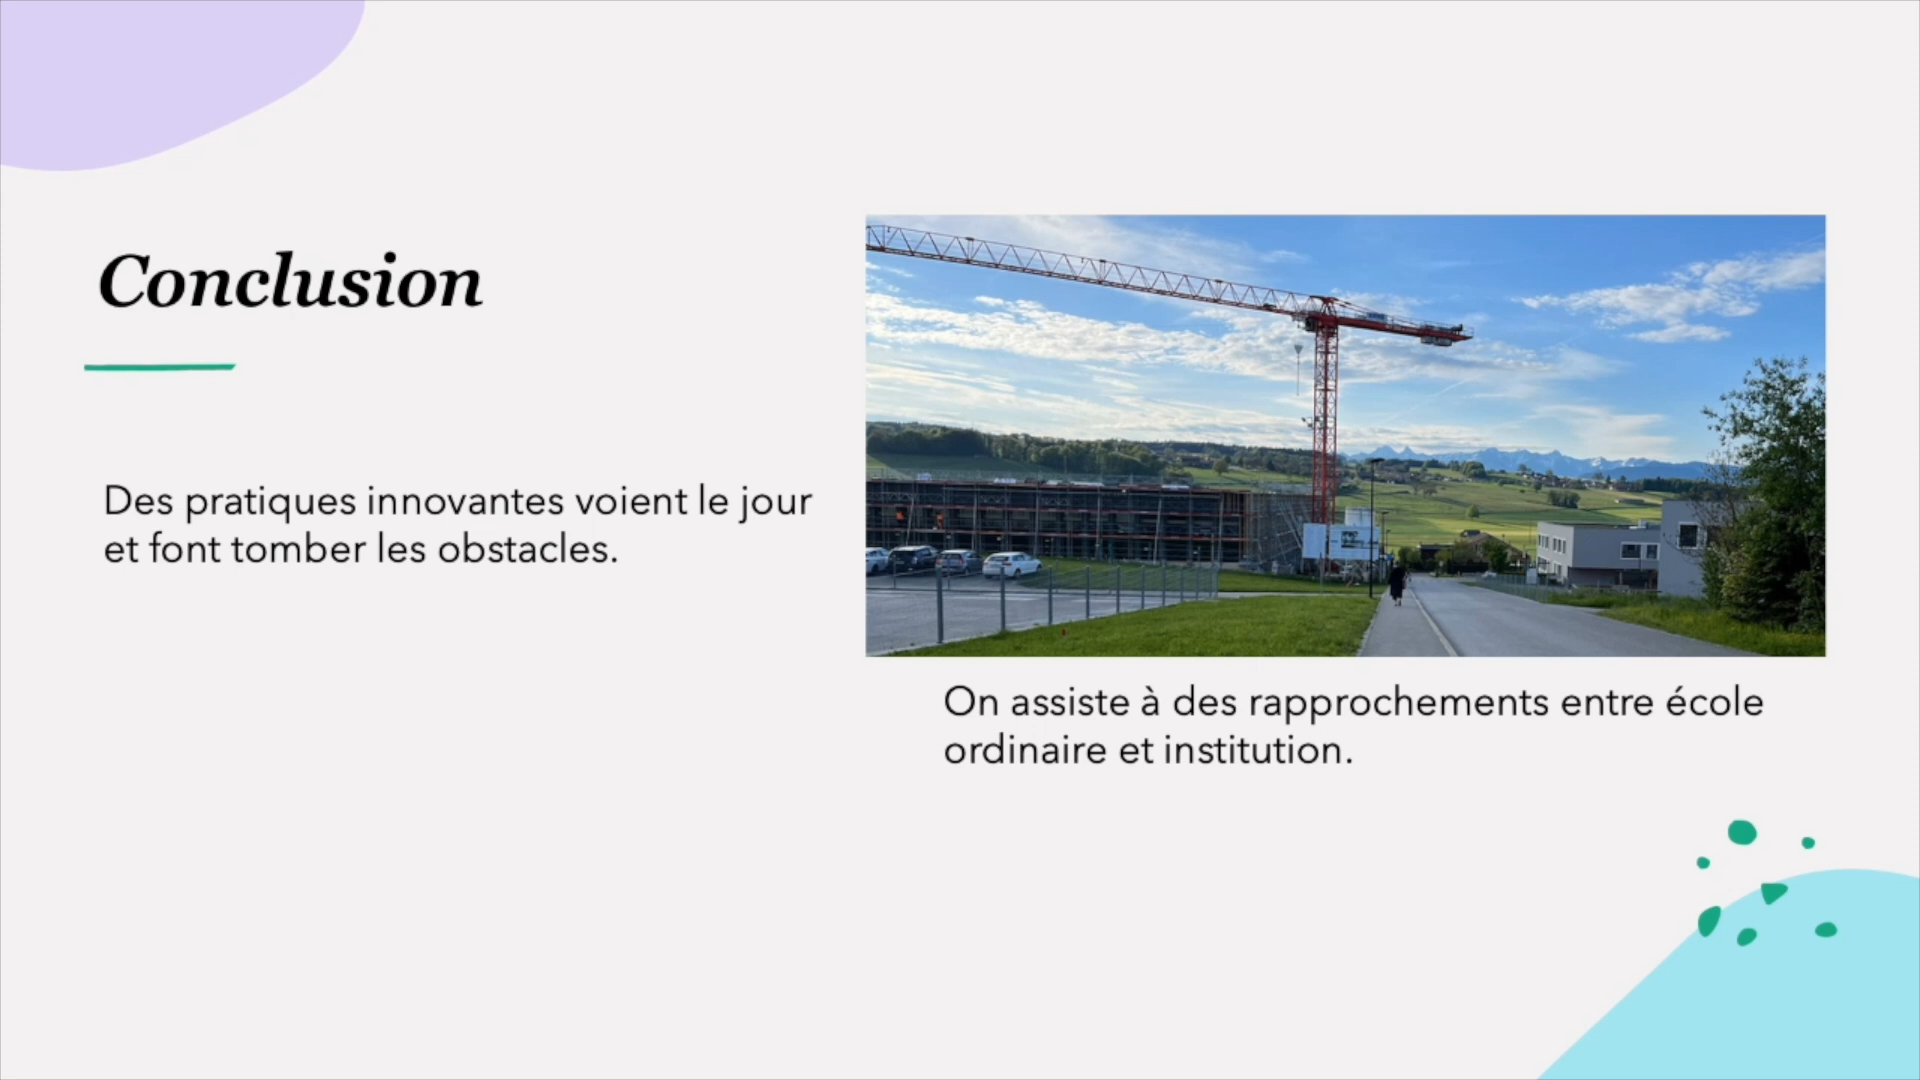 Conclusion
Des pratiques innovantes voient le jour
et font tomber les obstacles.
On assiste à des rapprochements entre école
ordinaire et institution.